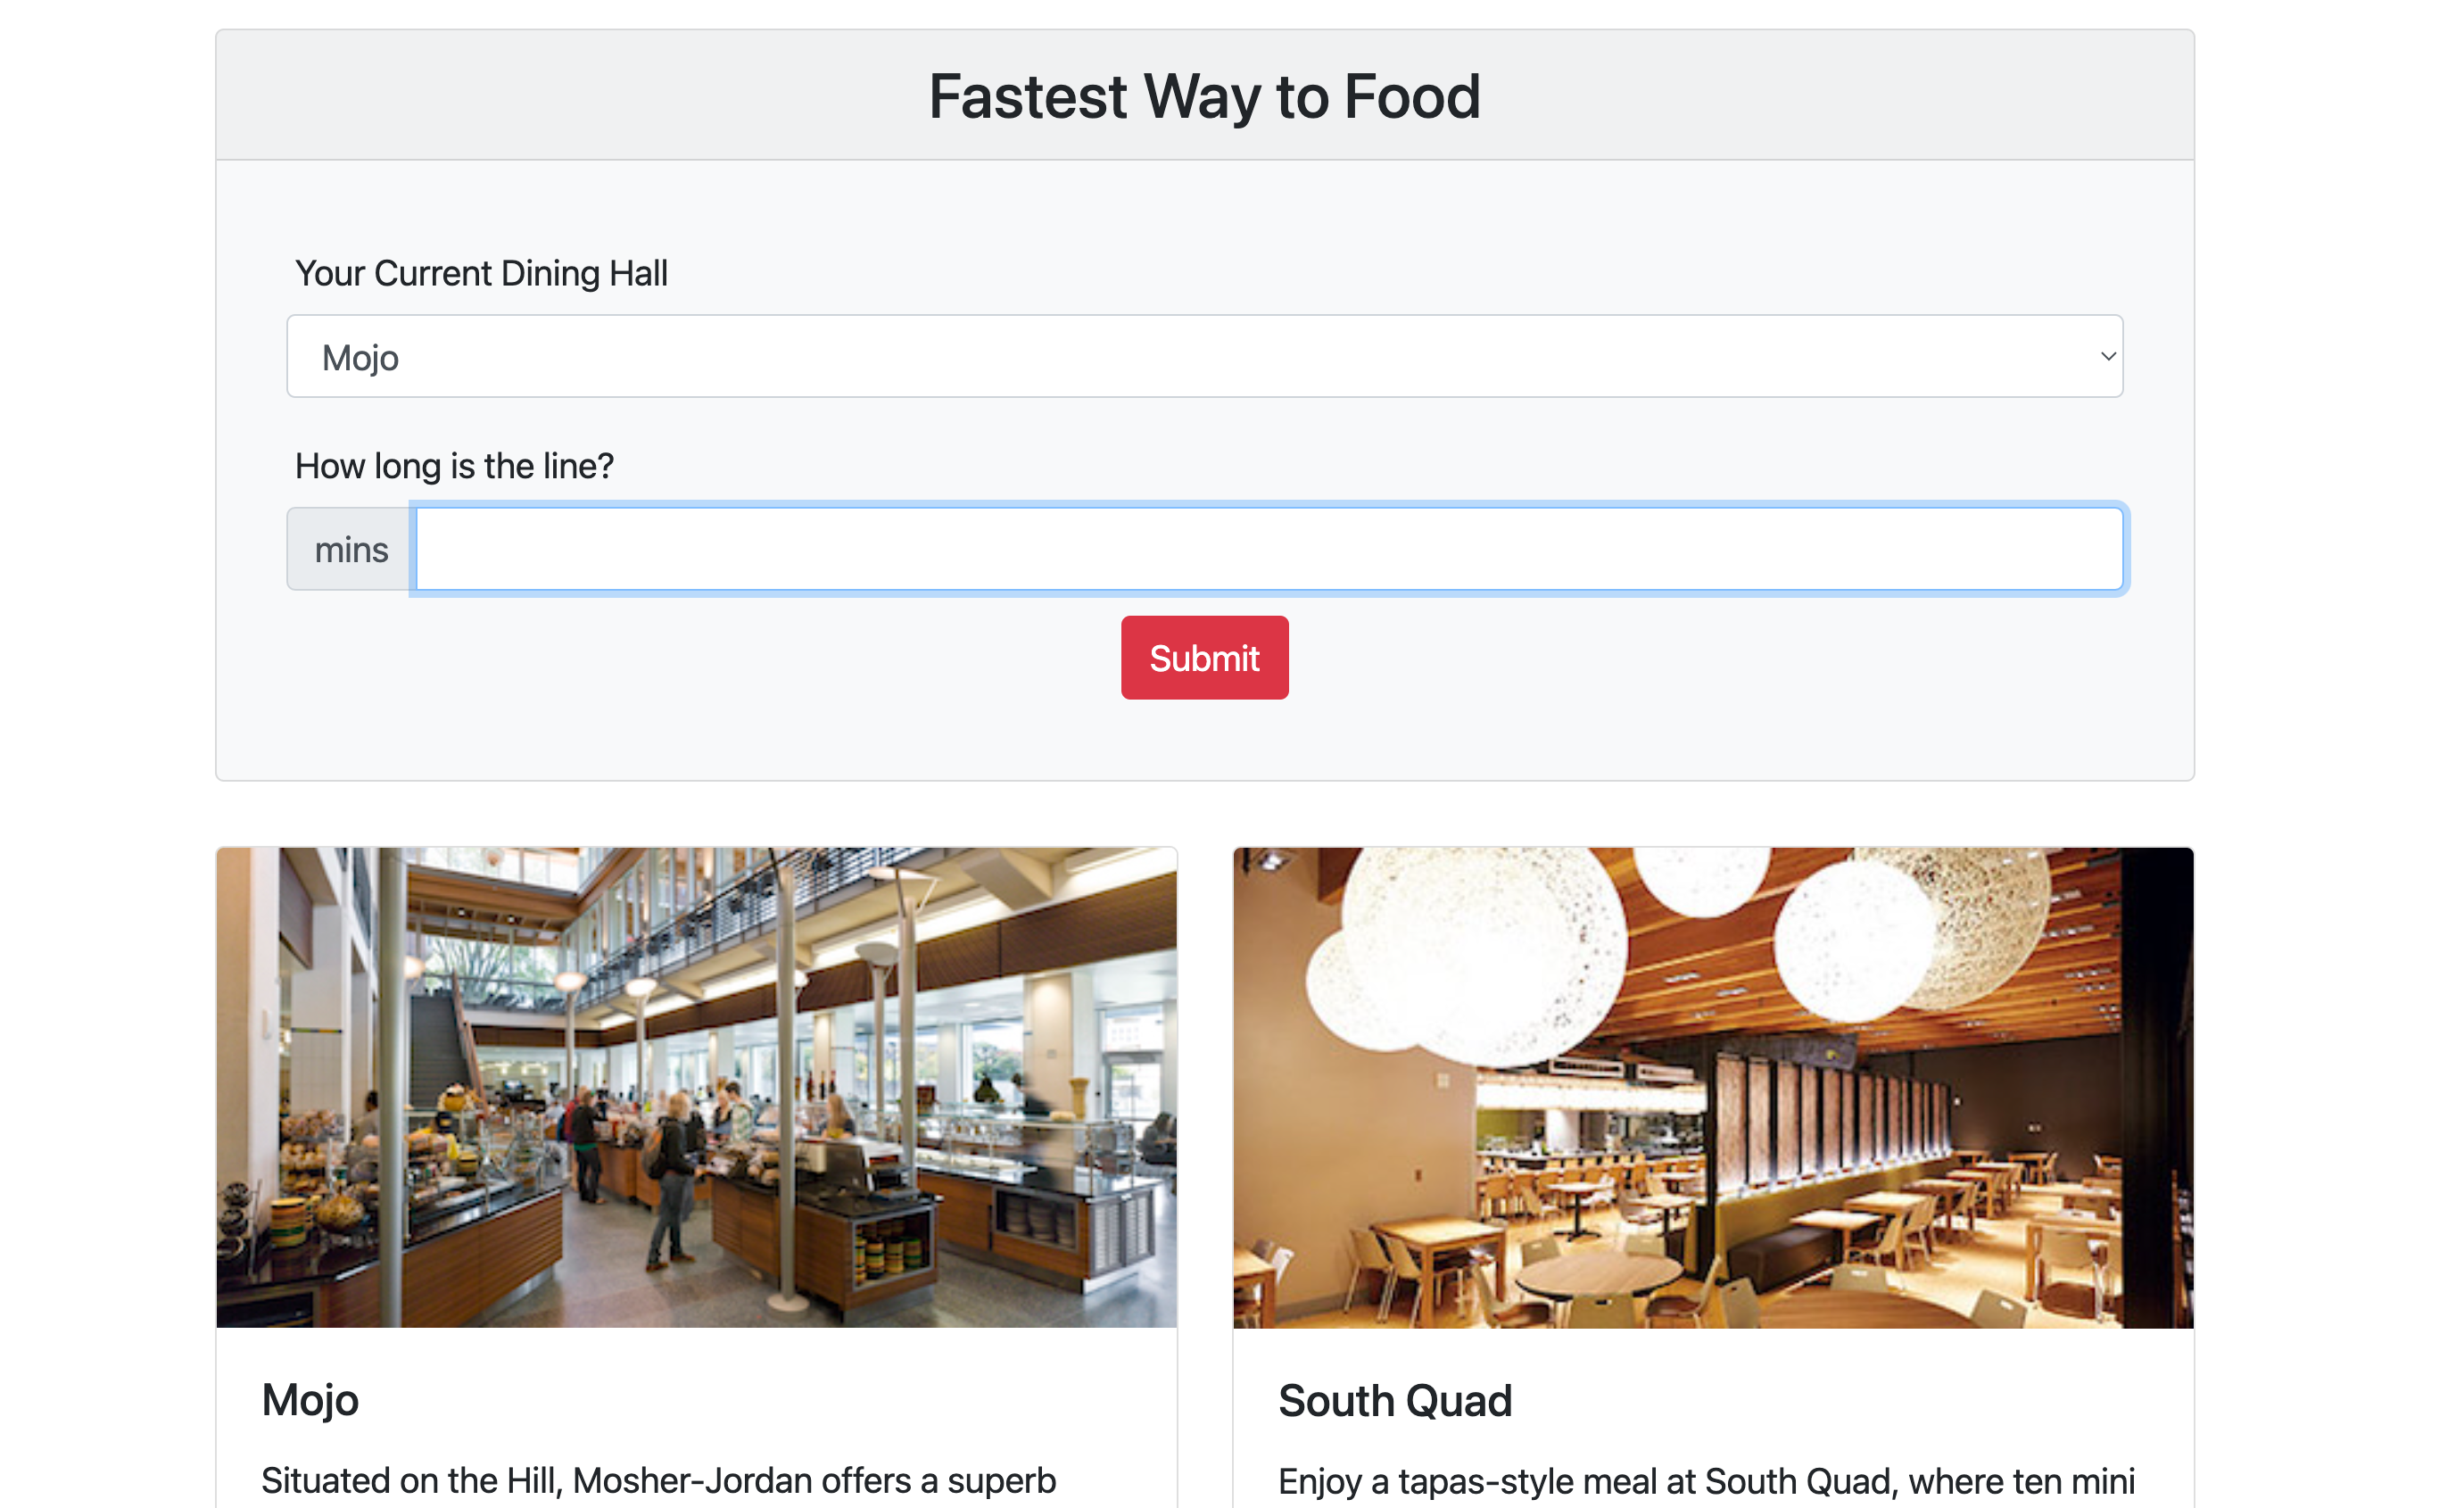 Fastest Way to Food
Your Current Dining Hall
Mojo
How long is the line?
mins
Submit
Mojo
Situated on the Hill, Mosher-Jordan offers a superb
South Quad
Enjoy a tapas-style meal at South Quad, where ten mini